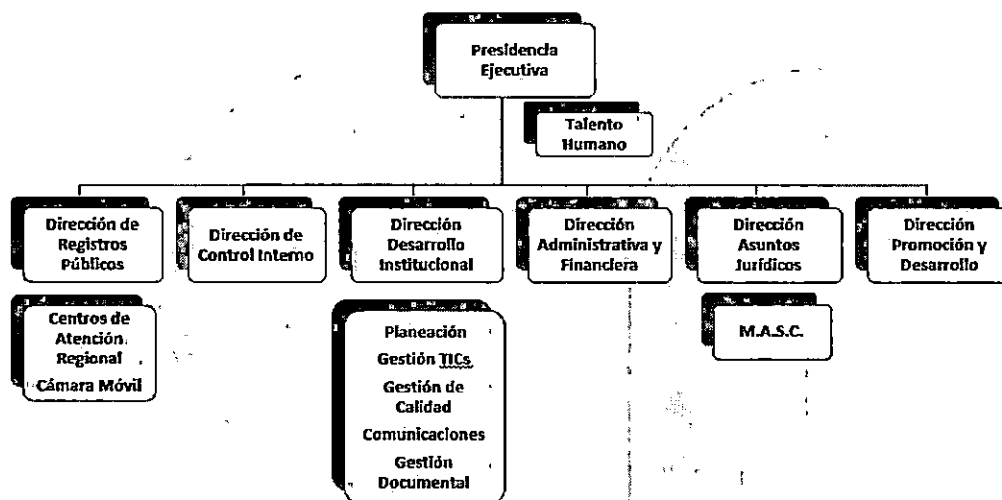 Presidencia
Ejecutiva
Talento
Humano
Dirección de
Registros
Públicos
Dirección de
Control Interno
Dirección
Desarrollo
Institucional
Dirección
Administrativa y
Financiera
Dirección
Asuntos
Jurídicos
Dirección
Promoción y
Desarrollo
Centros de
Atención
Regional
Cámara Móvil
Planeación
Gestión TICs
Gestión de
Calidad
Comunicaciones
Gestión
Documental
M.A.S.C.